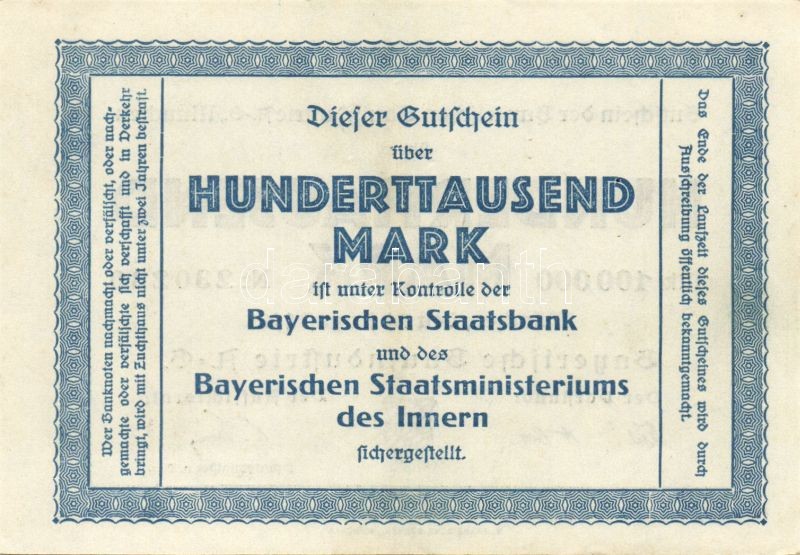 Wer Banknoten nachmacht oder verfälscht, oder nach-
gemachte oder verfälschte sich verschafft und in Verkehr
bringt, wird mit Zuchthaus nicht unter zwei Jahren bestraft.
Dieser Gutschein
über
HUNDERTTAUSEND
MARK
ist unter Kontrolle der
Bayerischen Staatsbank
und des
Bayerischen Staatsministeriums
des Innern
sichergestellt.
Das Ende der Laufzeit dieses Gutscheines wird durch
Ausschreibung öffentlich bekanntgemacht.
darabanth